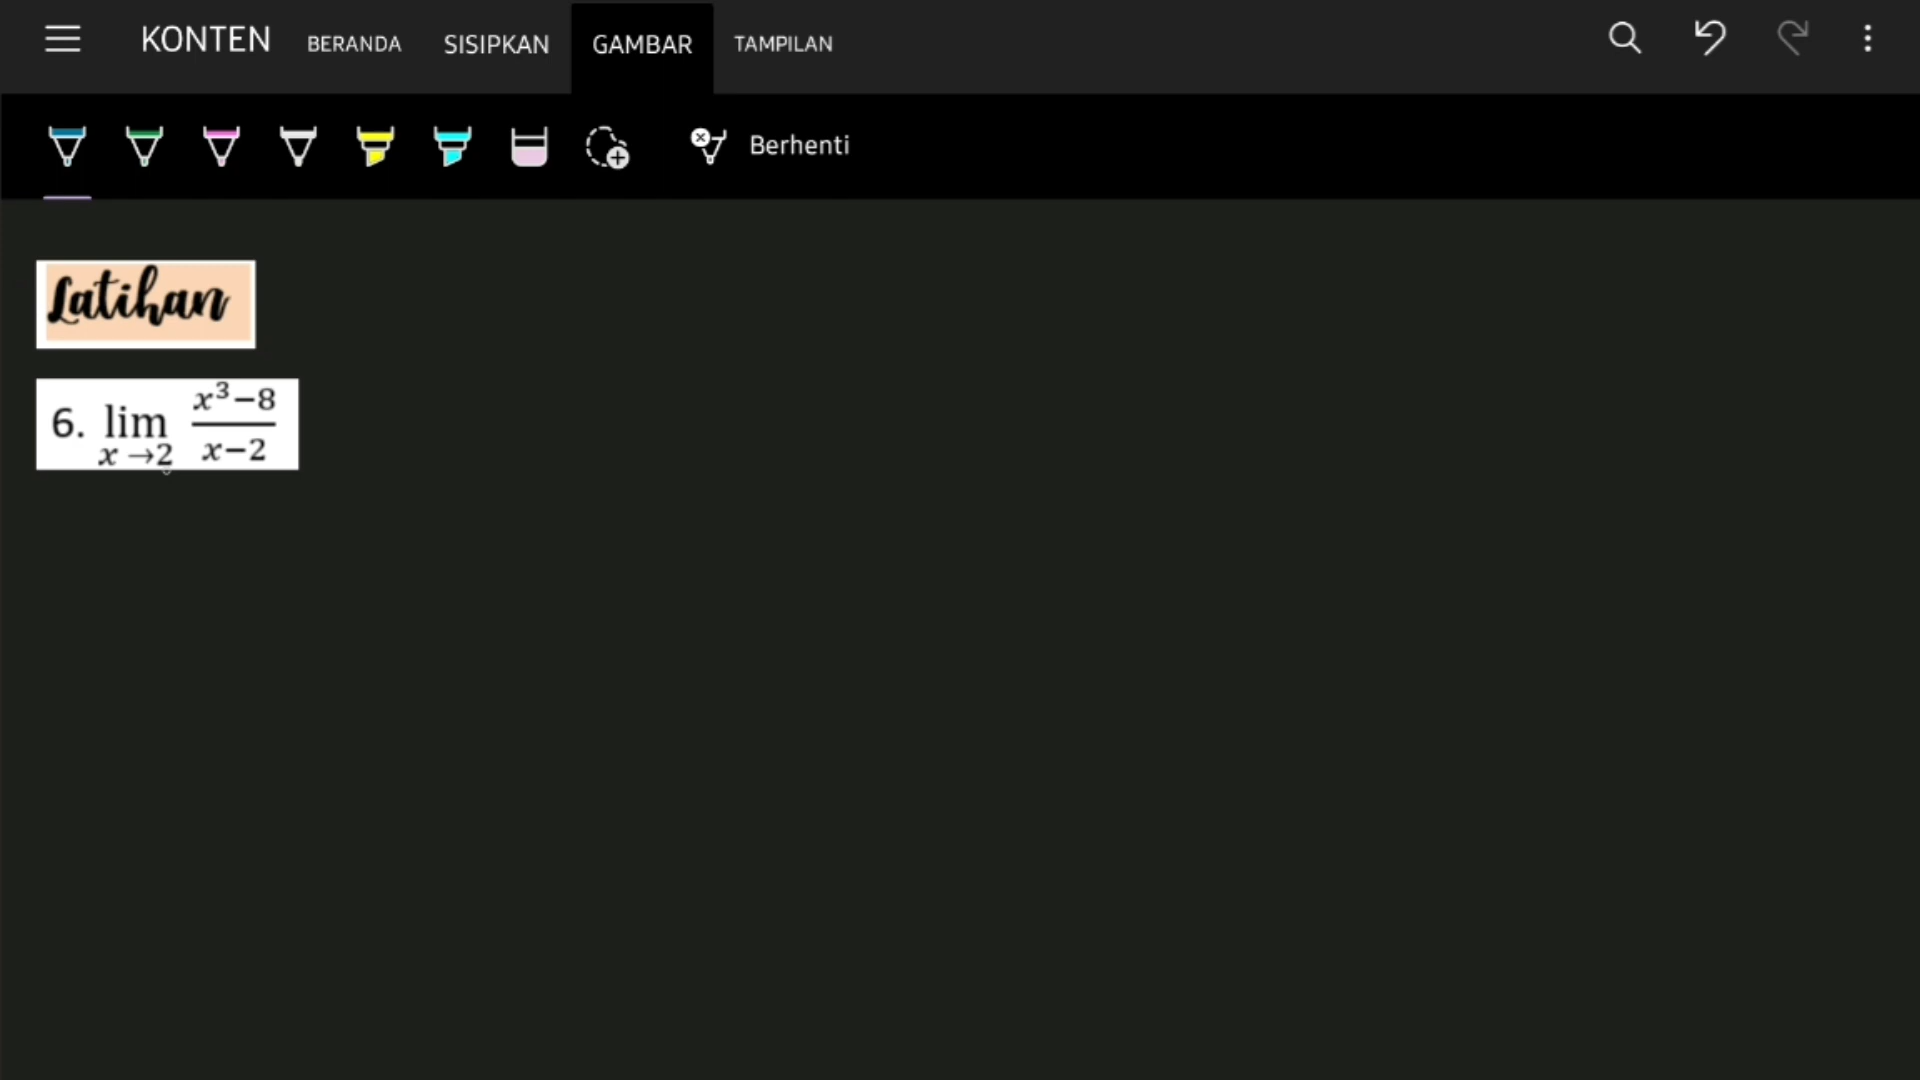 KONTEN BERANDA SISIPKAN GAMBAR TAMPILAN
Berhenti
Latihan
6. lim x→2 x³−8 / x−2